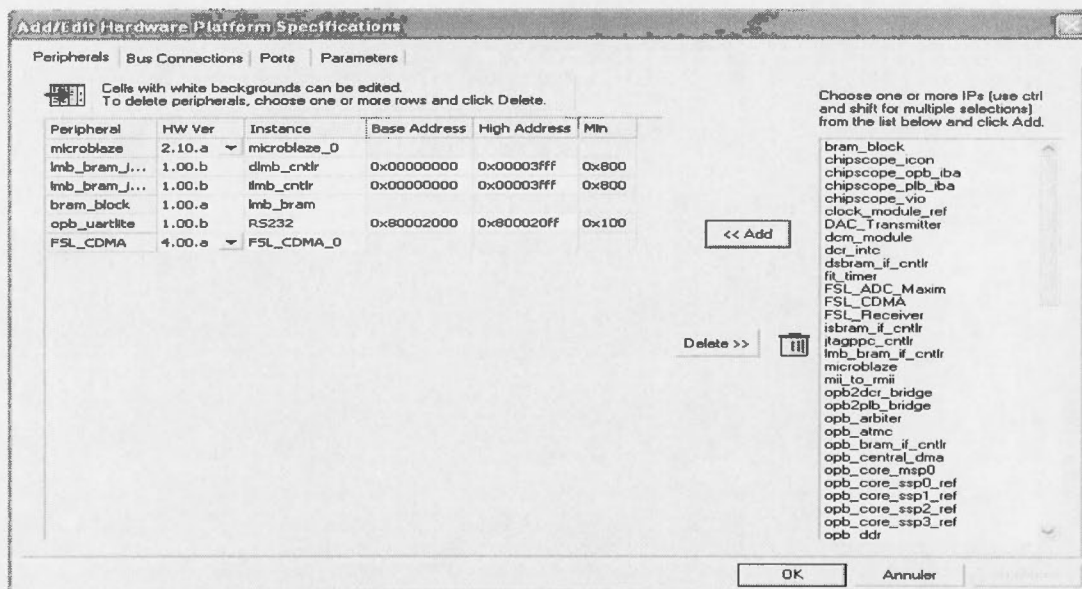 Add/Edit Hardware Platform Specifications
Peripherals Bus Connections Ports Parameters
Cells with white backgrounds can be edited.
To delete peripherals, choose one or more rows and click Delete.
Choose one or more IPs (use ctrl
and shift for multiple selections)
from the list below and click Add.
Peripheral HW Ver Instance Base Address High Address Min
microblaze 2.10.a microblaze_0
lmb_bram_i... 1.00.b dlmb_cntlr 0x00000000 0x00003fff 0x800
lmb_bram_i... 1.00.b ilmb_cntlr 0x00000000 0x00003fff 0x800
bram_block 1.00.a lmb_bram
opb_uartlite 1.00.b RS232 0x80002000 0x800020ff 0x100
FSL_CDMA 4.00.a FSL_CDMA_0
<< Add
Delete >>
bram_block
chipscope_icon
chipscope_opb_iba
chipscope_plb_iba
chipscope_vio
clock_module_ref
DAC_Transmitter
dcm_module
dcr_intc
dsbram_if_cntlr
fit_timer
FSL_ADC_Maxim
FSL_CDMA
FSL_Receiver
isbram_if_cntlr
jtagppc_cntlr
lmb_bram_if_cntlr
microblaze
mii_to_rmii
opb2dcr_bridge
opb2plb_bridge
opb_arbiter
opb_atmc
opb_bram_if_cntlr
opb_central_dma
opb_core_msp0
opb_core_ssp0_ref
opb_core_ssp1_ref
opb_core_ssp2_ref
opb_core_ssp3_ref
opb_ddr
OK Annuler